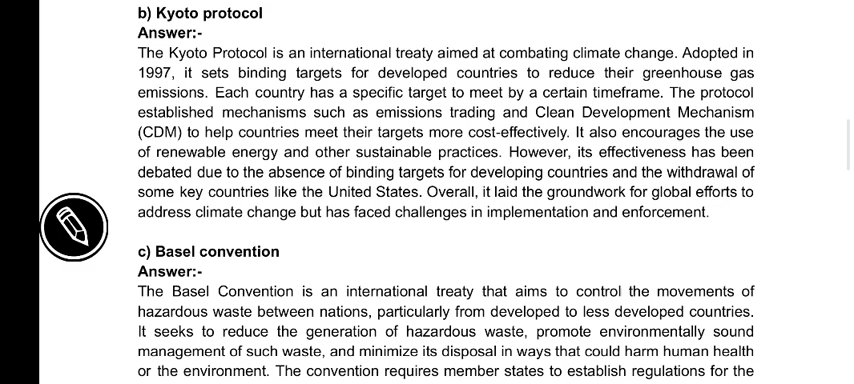 b) Kyoto protocol
Answer:-
The Kyoto Protocol is an international treaty aimed at combating climate change. Adopted in
1997, it sets binding targets for developed countries to reduce their greenhouse gas
emissions. Each country has a specific target to meet by a certain timeframe. The protocol
established mechanisms such as emissions trading and Clean Development Mechanism
(CDM) to help countries meet their targets more cost-effectively. It also encourages the use
of renewable energy and other sustainable practices. However, its effectiveness has been
debated due to the absence of binding targets for developing countries and the withdrawal of
some key countries like the United States. Overall, it laid the groundwork for global efforts to
address climate change but has faced challenges in implementation and enforcement.
c) Basel convention
Answer:-
The Basel Convention is an international treaty that aims to control the movements of
hazardous waste between nations, particularly from developed to less developed countries.
It seeks to reduce the generation of hazardous waste, promote environmentally sound
management of such waste, and minimize its disposal in ways that could harm human health
or the environment. The convention requires member states to establish regulations for the